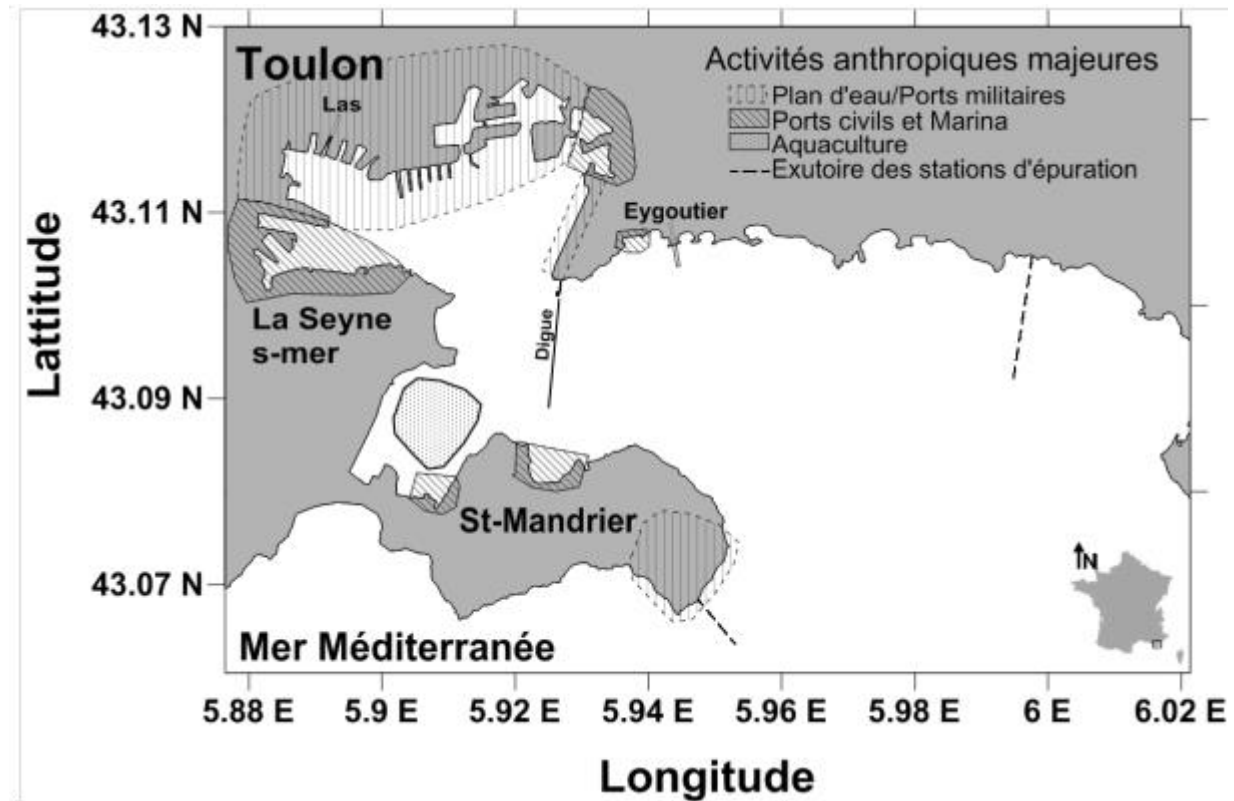 43.13 N
43.11 N
43.09 N
43.07 N
Lattitude
Toulon
Las
Activités anthropiques majeures
Plan d'eau/Ports militaires
Ports civils et Marina
Aquaculture
Exutoire des stations d'épuration
Eygoutier
La Seyne
s-mer
Digue
St-Mandrier
N
Mer Méditerranée
5.88 E 5.9 E 5.92 E 5.94 E 5.96 E 5.98 E 6 E 6.02 E
Longitude